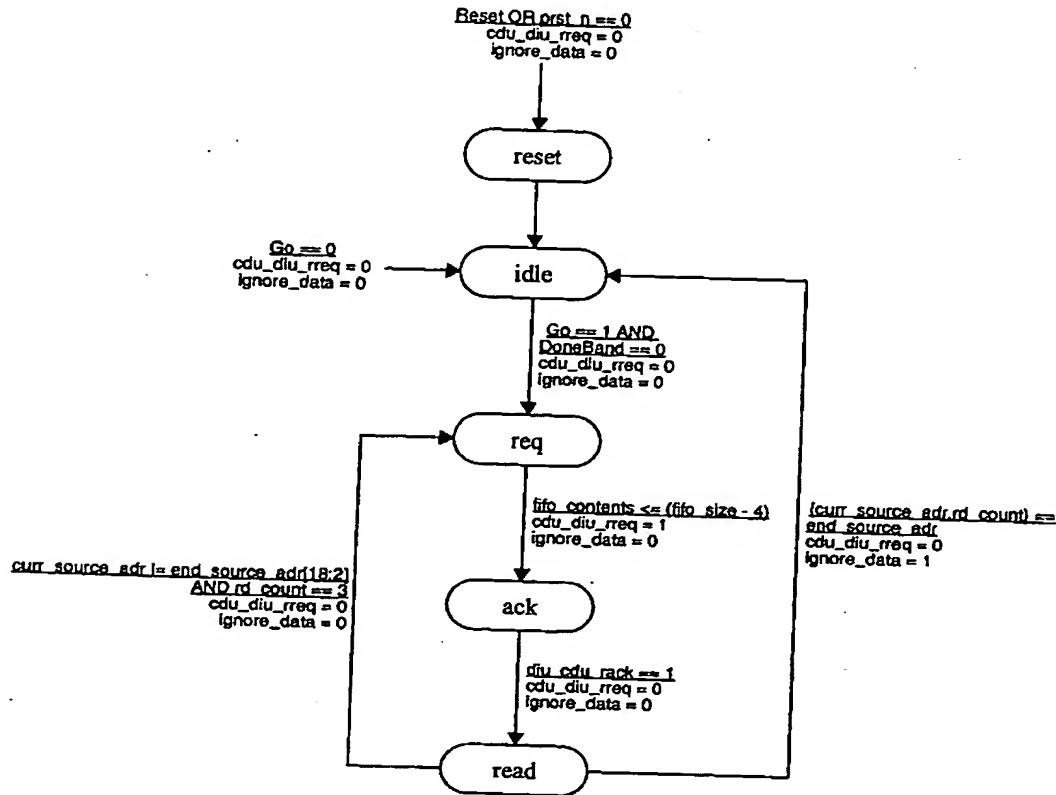 Reset OR prst_n == 0
cdu_diu_rreq = 0
ignore_data = 0
reset
Go == 0
cdu_diu_rreq = 0
ignore_data = 0
idle
Go == 1 AND
DoneBand == 0
cdu_diu_rreq = 0
ignore_data = 0
req
fifo_contents <= (fifo_size - 4)
cdu_diu_rreq = 1
ignore_data = 0
(curr_source_adr,rd_count) ==
end_source_adr
cdu_diu_rreq = 0
ignore_data = 1
curr_source_adr != end_source_adr[18:2]
AND rd_count == 3
cdu_diu_rreq = 0
ignore_data = 0
ack
diu_cdu_rack == 1
cdu_diu_rreq = 0
ignore_data = 0
read